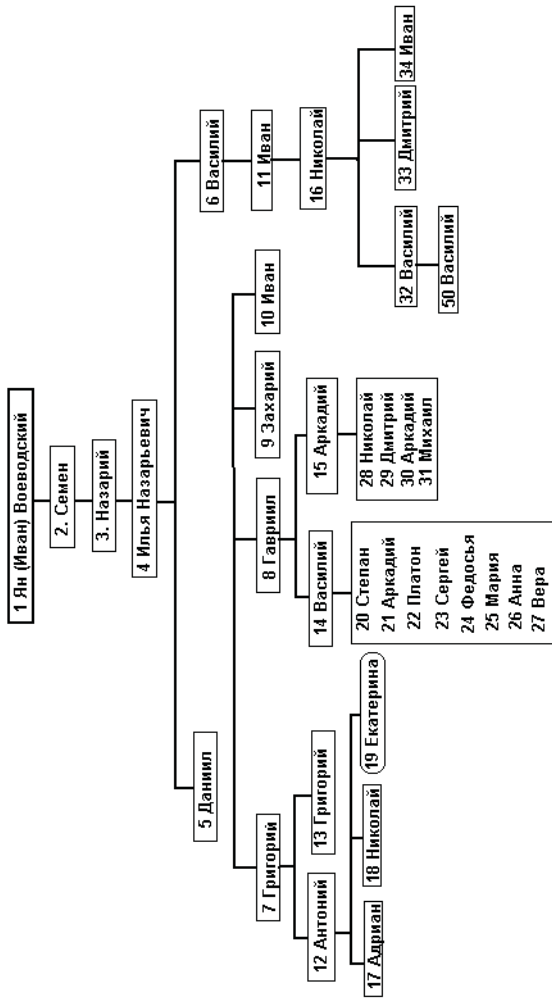 1 Ян (Иван) Воеводский
2. Семен
3. Назарий
4 Илья Назарьевич
5 Даниил
6 Василий
7 Григорий
8 Гавриил
9 Захарий
10 Иван
11 Иван
12 Антоний
13 Григорий
14 Василий
15 Аркадий
16 Николай
17 Адриан
18 Николай
19 Екатерина
20 Степан
21 Аркадий
22 Платон
23 Сергей
24 Федосья
25 Мария
26 Анна
27 Вера
28 Николай
29 Дмитрий
30 Аркадий
31 Михаил
32 Василий
33 Дмитрий
34 Иван
50 Василий